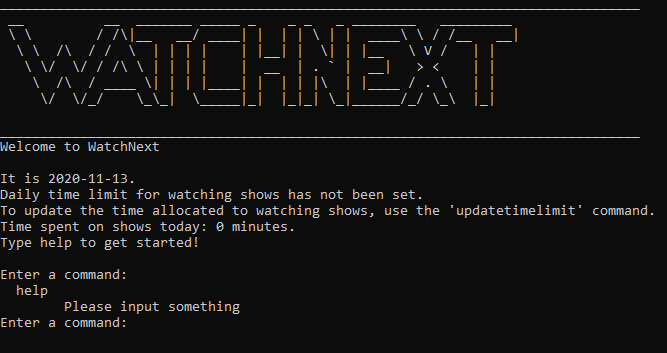 WATCHNEXT
Welcome to WatchNext
It is 2020-11-13.
Daily time limit for watching shows has not been set.
To update the time allocated to watching shows, use the 'updatetimelimit' command.
Time spent on shows today: 0 minutes.
Type help to get started!
Enter a command:
help
Please input something
Enter a command: